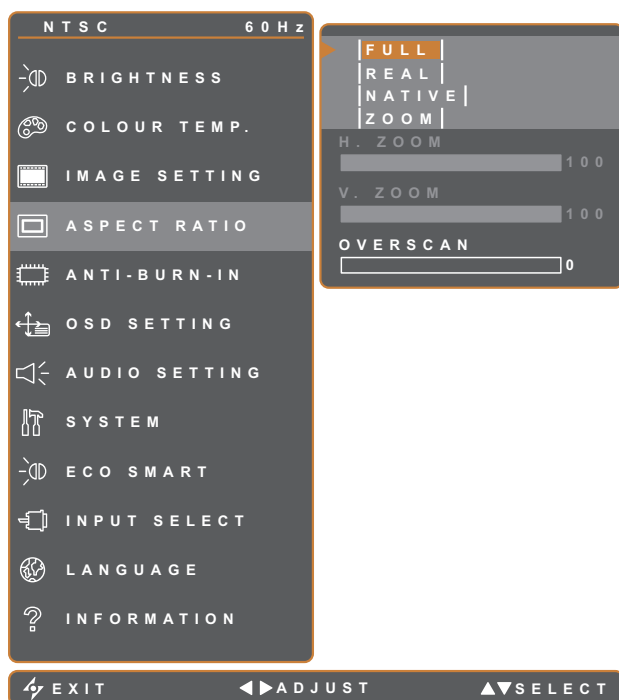 NTSC 60Hz
BRIGHTNESS
COLOUR TEMP.
IMAGE SETTING
ASPECT RATIO
ANTI-BURN-IN
OSD SETTING
AUDIO SETTING
SYSTEM
ECO SMART
INPUT SELECT
LANGUAGE
INFORMATION
FULL
REAL
NATIVE
ZOOM
H. ZOOM
100
V. ZOOM
100
OVERSCAN
0
EXIT ADJUST SELECT